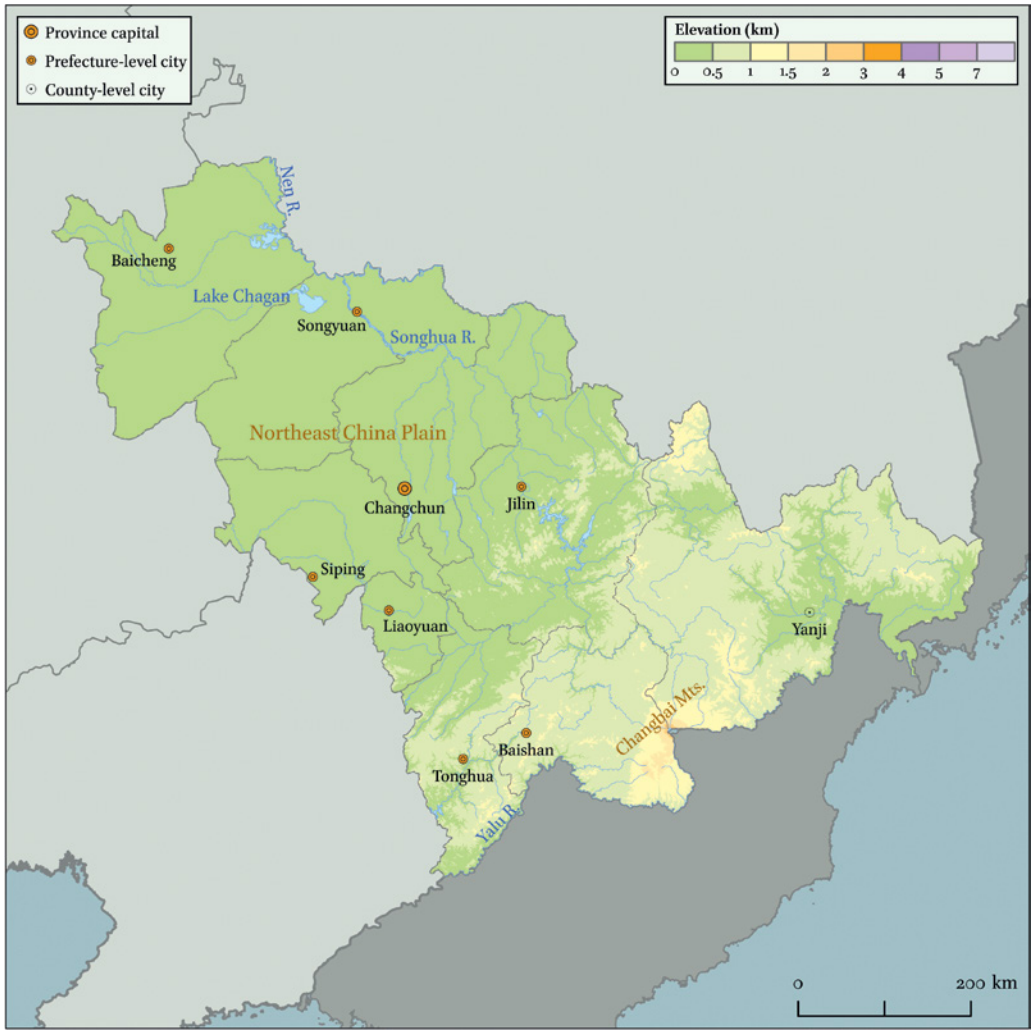 Province capital
Prefecture-level city
County-level city
Elevation (km)
0 0.5 1 1.5 2 3 4 5 7
Nen R.
Baicheng
Lake Chagan
Songyuan
Songhua R.
Northeast China Plain
Changchun
Jilin
Siping
Liaoyuan
Yanji
Changbai Mts.
Baishan
Tonghua
Yalu R.
0 200 km